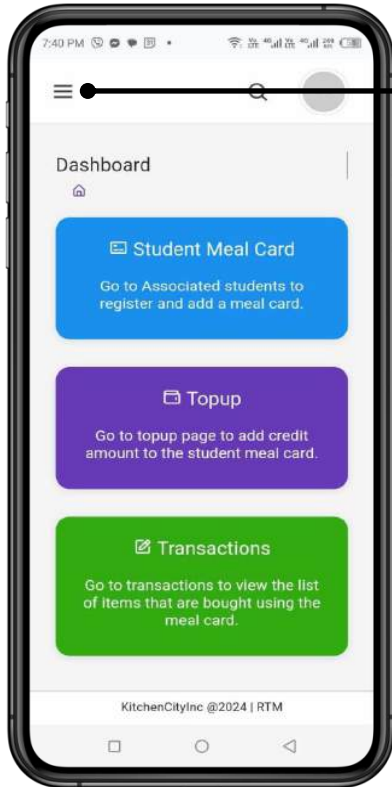 7:40 PM
Dashboard
Student Meal Card
Go to Associated students to
register and add a meal card.
Topup
Go to topup page to add credit
amount to the student meal card.
Transactions
Go to transactions to view the list
of items that are bought using the
meal card.
KitchenCityInc @2024 | RTM